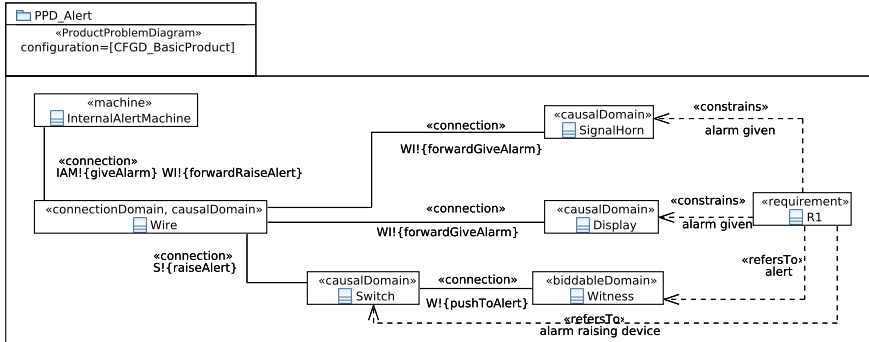 PPD_Alert
«ProductProblemDiagram»
configuration=[CFGD_BasicProduct]
«machine»
InternalAlertMachine
«connection»
IAM!{giveAlarm} WI!{forwardRaiseAlert}
«connection»
WI!{forwardGiveAlarm}
«causalDomain»
SignalHorn
«constrains»
alarm given
«connectionDomain, causalDomain»
Wire
«connection»
WI!{forwardGiveAlarm}
«causalDomain»
Display
«constrains»
alarm given
«requirement»
R1
«connection»
S!{raiseAlert}
«causalDomain»
Switch
«connection»
W!{pushToAlert}
«biddableDomain»
Witness
«refersTo»
alert
«refersTo»
alarm raising device